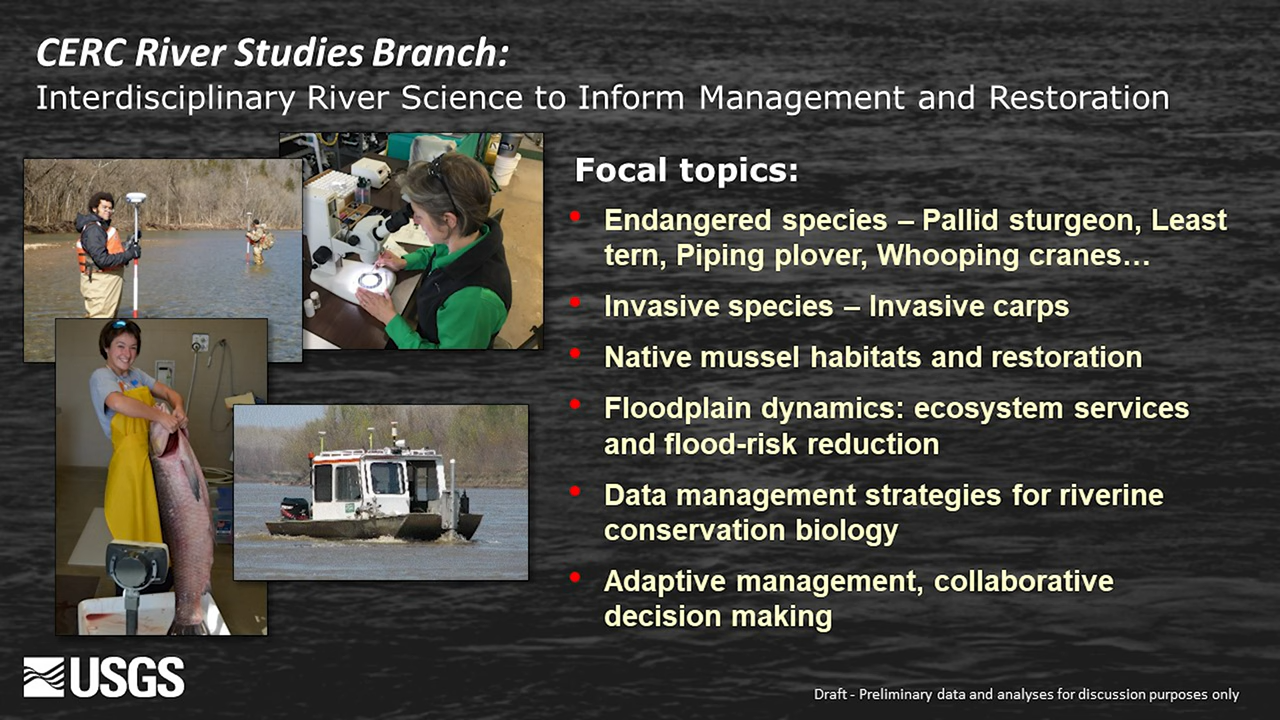 CERC River Studies Branch:
Interdisciplinary River Science to Inform Management and Restoration
Focal topics:
• Endangered species – Pallid sturgeon, Least
tern, Piping plover, Whooping cranes…
• Invasive species – Invasive carps
• Native mussel habitats and restoration
• Floodplain dynamics: ecosystem services
and flood-risk reduction
• Data management strategies for riverine
conservation biology
• Adaptive management, collaborative
decision making
USGS
Draft - Preliminary data and analyses for discussion purposes only